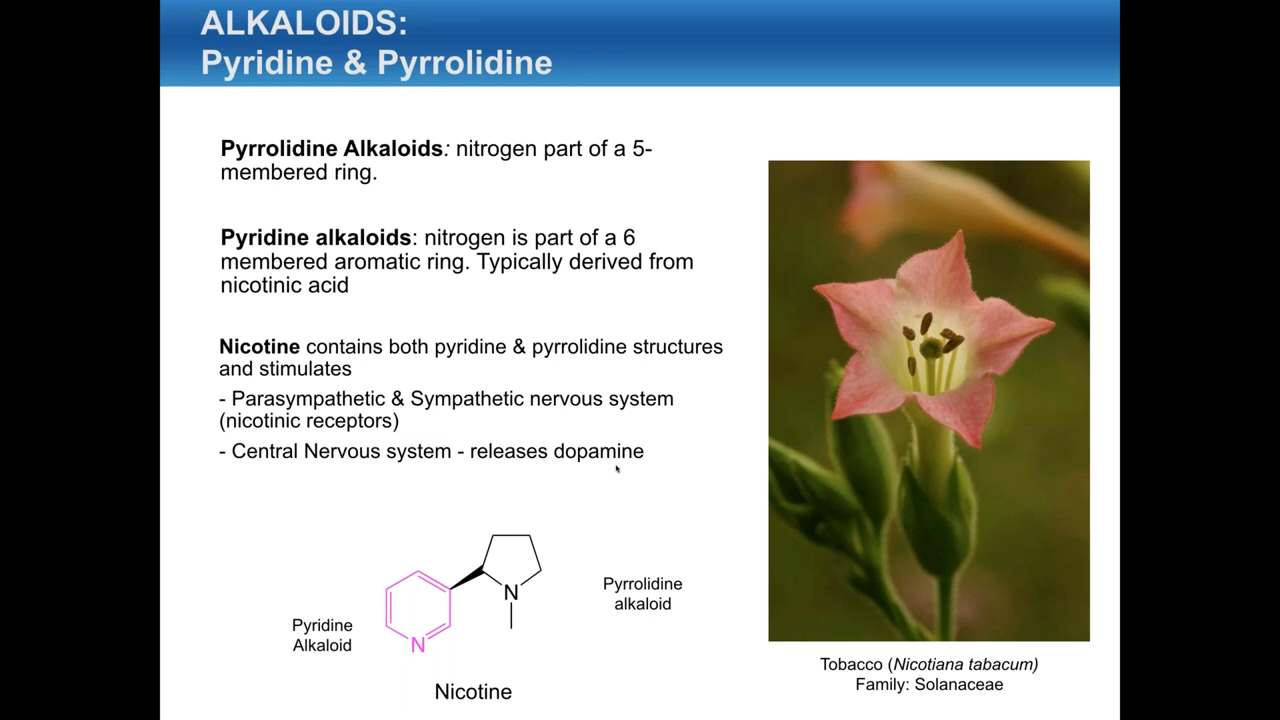 ALKALOIDS:
Pyridine & Pyrrolidine
Pyrrolidine Alkaloids: nitrogen part of a 5-
membered ring.
Pyridine alkaloids: nitrogen is part of a 6
membered aromatic ring. Typically derived from
nicotinic acid
Nicotine contains both pyridine & pyrrolidine structures
and stimulates
- Parasympathetic & Sympathetic nervous system
(nicotinic receptors)
- Central Nervous system - releases dopamine
N
Pyrrolidine
alkaloid
Pyridine
Alkaloid
N
Nicotine
Tobacco (Nicotiana tabacum)
Family: Solanaceae